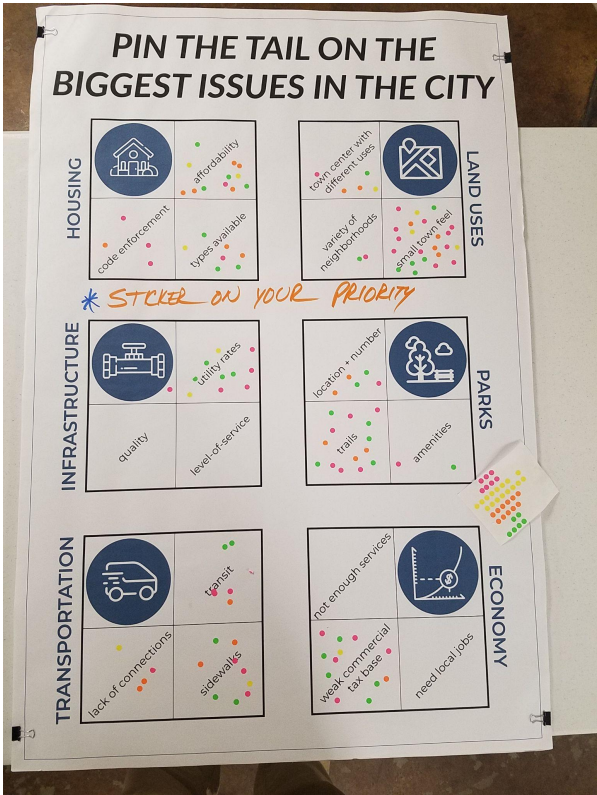 PIN THE TAIL ON THE
BIGGEST ISSUES IN THE CITY
HOUSING
affordability
code enforcement
types available
LAND USES
town center with
different uses
variety of
neighborhoods
small town feel
* STICKER ON YOUR PRIORITY
INFRASTRUCTURE
utility rates
quality
level-of-service
PARKS
location + number
trails
amenities
TRANSPORTATION
transit
lack of connections
sidewalks
ECONOMY
not enough services
$
weak commercial
tax base
need local jobs